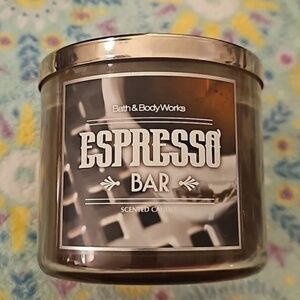 Bath & Body Works
ESPRESSO
BAR
SCENTED CANDLE